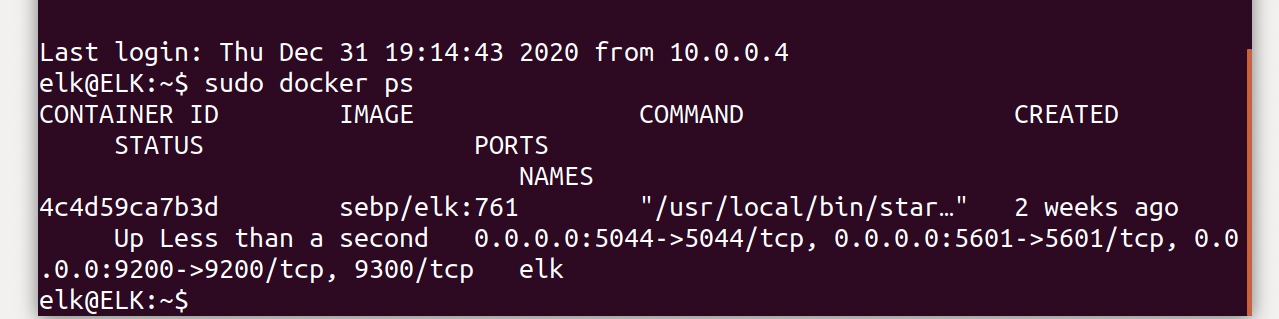 Last login: Thu Dec 31 19:14:43 2020 from 10.0.0.4
elk@ELK:~$ sudo docker ps
CONTAINER ID        IMAGE               COMMAND                  CREATED
     STATUS                  PORTS
                                NAMES
4c4d59ca7b3d        sebp/elk:761        "/usr/local/bin/star…"   2 weeks ago
     Up Less than a second   0.0.0.0:5044->5044/tcp, 0.0.0.0:5601->5601/tcp, 0.0
.0.0:9200->9200/tcp, 9300/tcp   elk
elk@ELK:~$